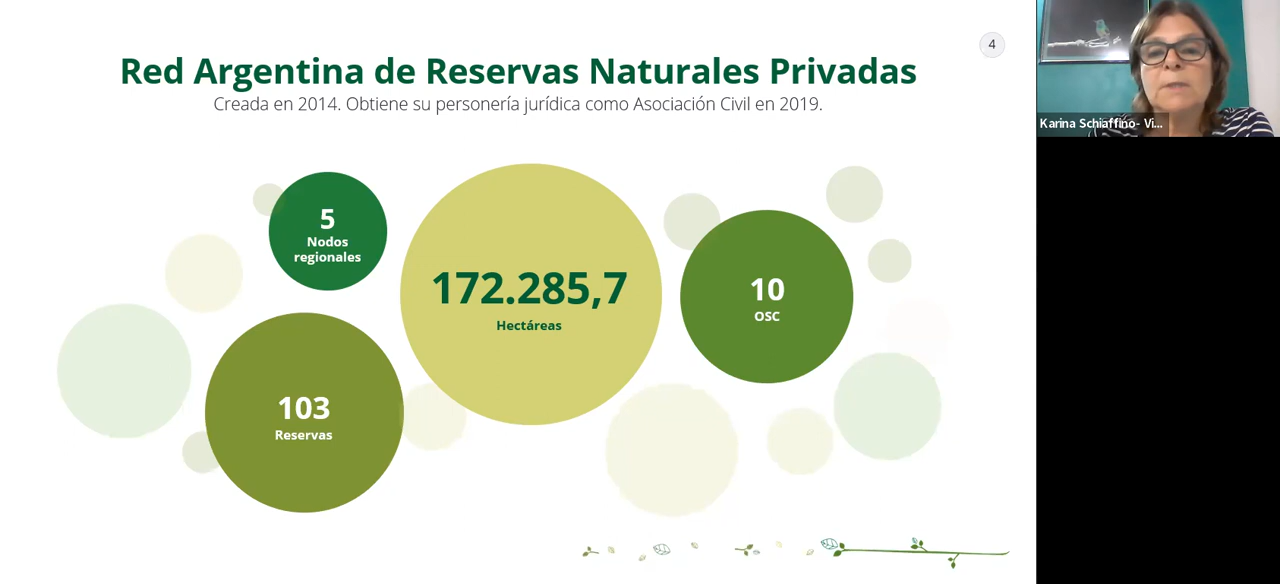 4
Red Argentina de Reservas Naturales Privadas
Creada en 2014. Obtiene su personería jurídica como Asociación Civil en 2019.
5
Nodos
regionales
172.285,7
Hectáreas
10
OSC
103
Reservas
Karina Schiaffino- Vi...